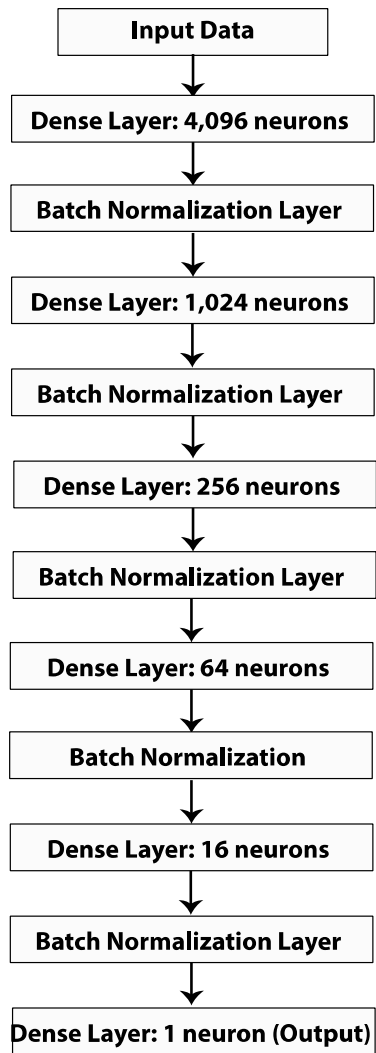 Input Data
Dense Layer: 4,096 neurons
Batch Normalization Layer
Dense Layer: 1,024 neurons
Batch Normalization Layer
Dense Layer: 256 neurons
Batch Normalization Layer
Dense Layer: 64 neurons
Batch Normalization
Dense Layer: 16 neurons
Batch Normalization Layer
Dense Layer: 1 neuron (Output)